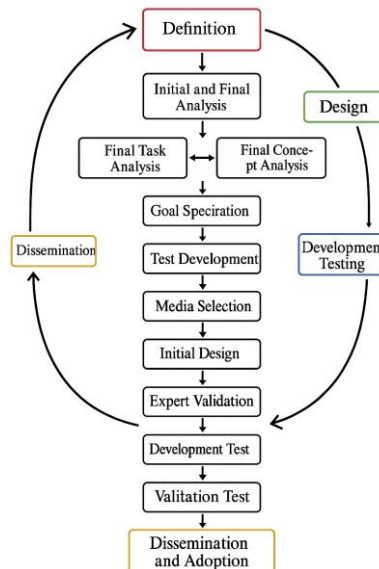 Definition
Initial and Final
Analysis
Design
Final Task
Analysis
Final Conce-
pt Analysis
Goal Speciration
Dissemination
Test Development
Development
Testing
Media Selection
Initial Design
Expert Validation
Development Test
Valitation Test
Dissemination
and Adoption